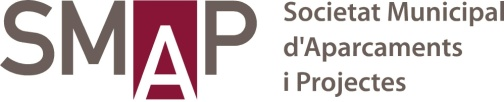 SMAP
Societat Municipal
d'Aparcaments
i Projectes